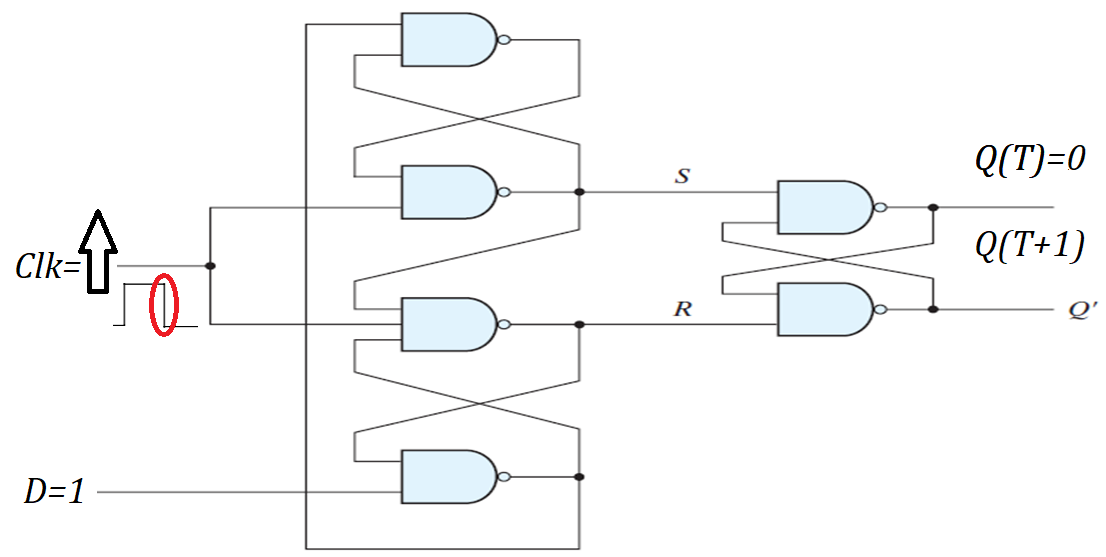 S
Q(T)=0
Q(T+1)
Clk=
R
Q'
D=1